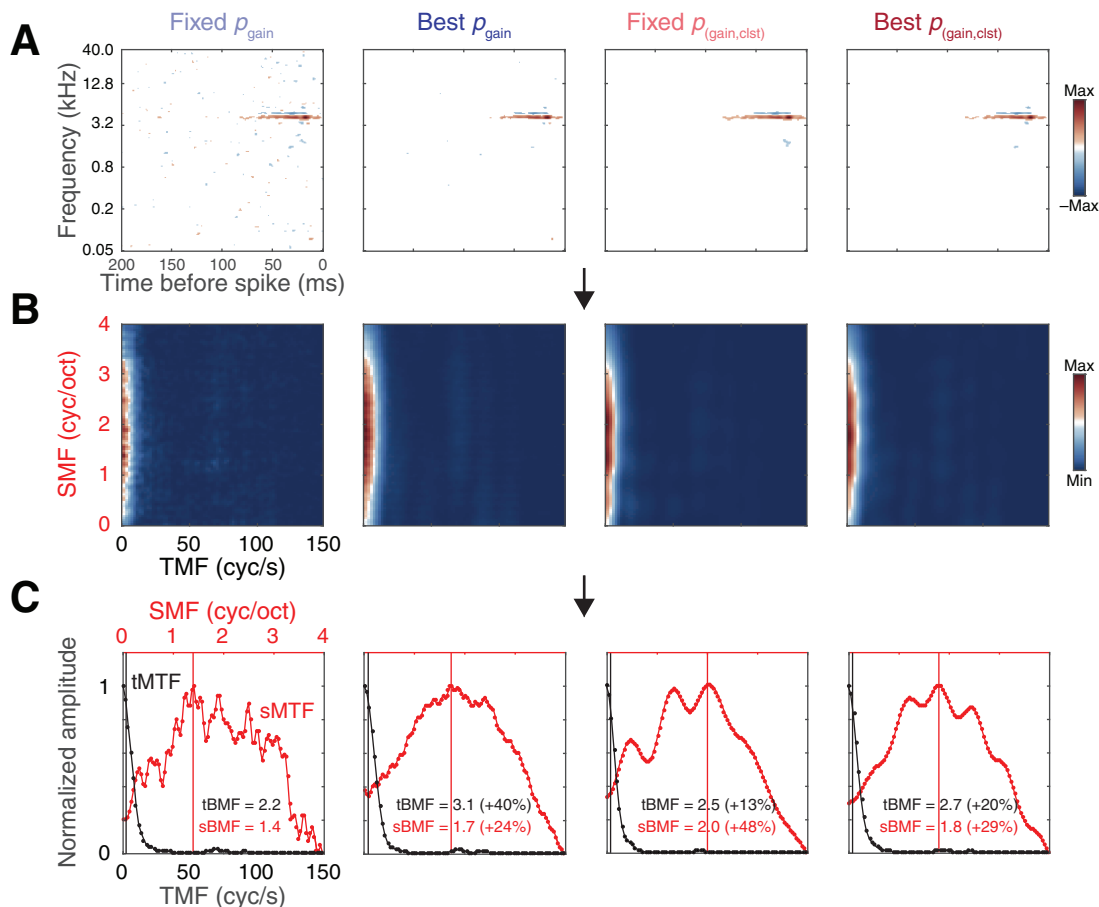 A
Fixed pgain
Best pgain
Fixed p(gain,clst)
Best p(gain,clst)
Frequency (kHz)
40.0
12.8
3.2
0.8
0.2
0.05
200
150
100
50
0
Time before spike (ms)
Max
–Max
B
SMF (cyc/oct)
4
3
2
1
0
0
50
100
150
TMF (cyc/s)
Max
Min
C
SMF (cyc/oct)
0
1
2
3
4
Normalized amplitude
1
0
tMTF
sMTF
tBMF = 2.2
sBMF = 1.4
tBMF = 3.1 (+40%)
sBMF = 1.7 (+24%)
tBMF = 2.5 (+13%)
sBMF = 2.0 (+48%)
tBMF = 2.7 (+20%)
sBMF = 1.8 (+29%)
0
50
100
150
TMF (cyc/s)